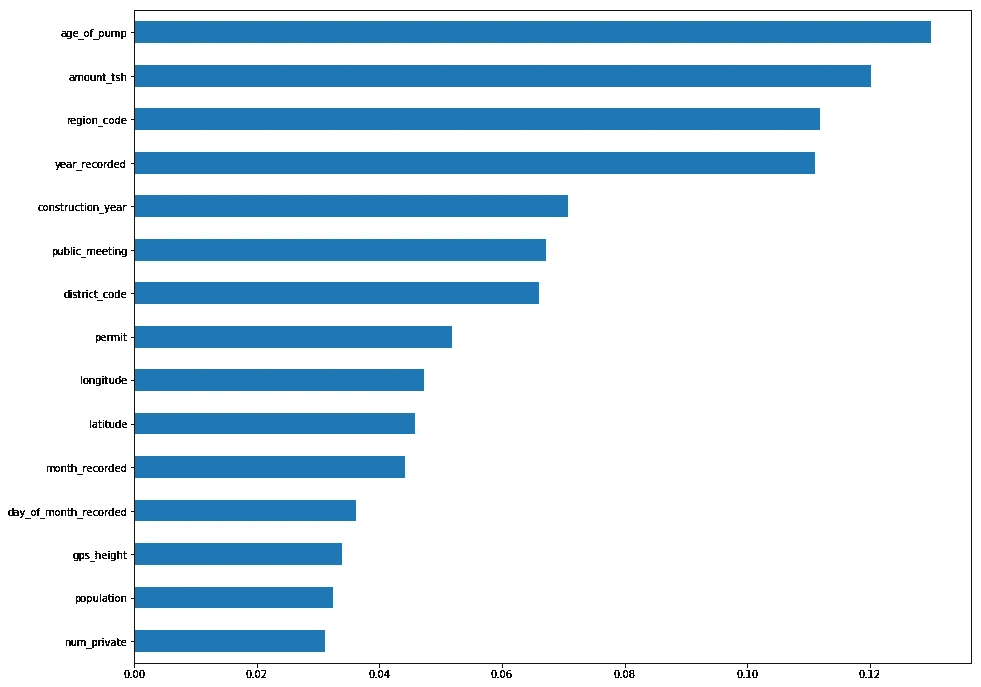 age_of_pump
amount_tsh
region_code
year_recorded
construction_year
public_meeting
district_code
permit
longitude
latitude
month_recorded
day_of_month_recorded
gps_height
population
num_private
0.00 0.02 0.04 0.06 0.08 0.10 0.12